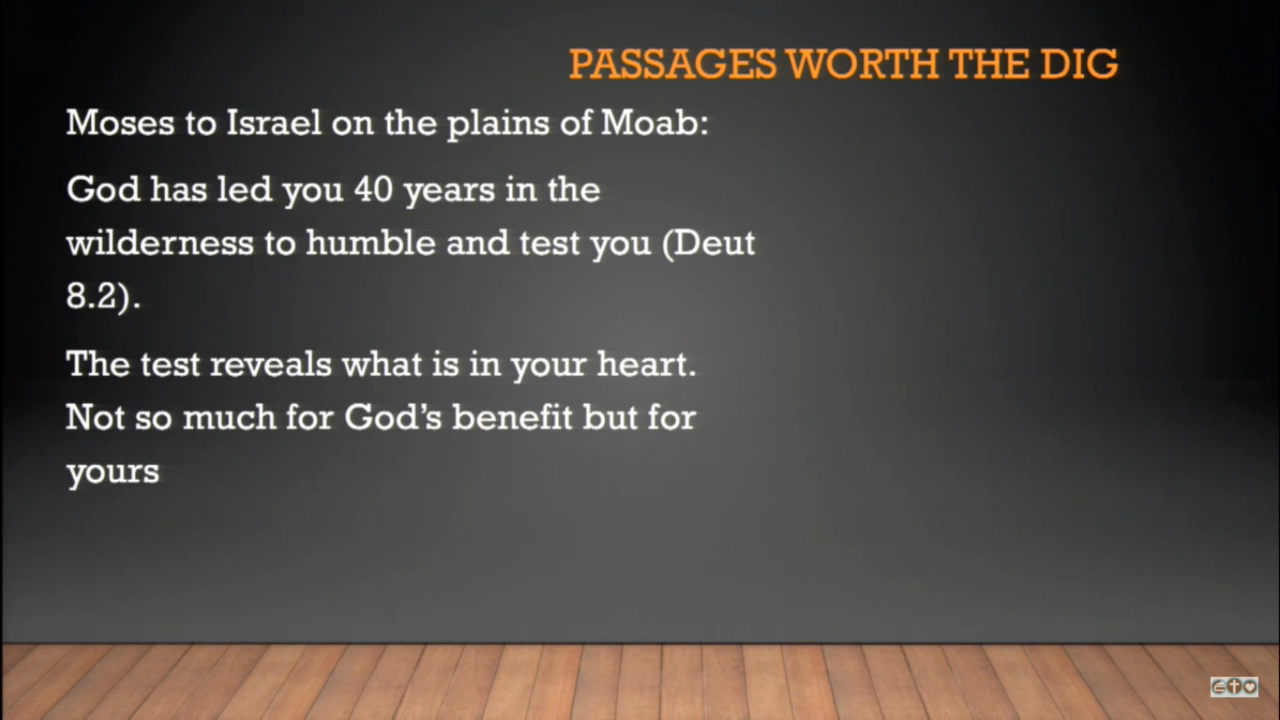 PASSAGES WORTH THE DIG
Moses to Israel on the plains of Moab:
God has led you 40 years in the
wilderness to humble and test you (Deut
8.2).
The test reveals what is in your heart.
Not so much for God’s benefit but for
yours